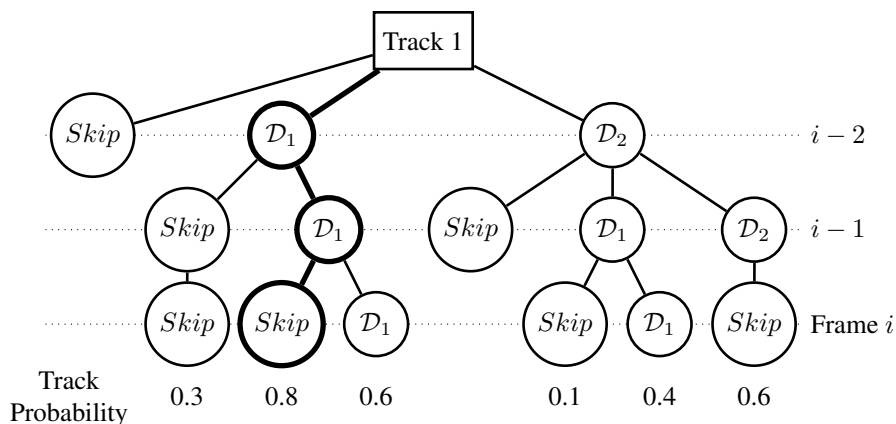 Track 1
Skip 𝒟₁ 𝒟₂ i − 2
Skip 𝒟₁ Skip 𝒟₁ 𝒟₂ i − 1
Skip Skip 𝒟₁ Skip 𝒟₁ Skip Frame i
Track
Probability
0.3 0.8 0.6 0.1 0.4 0.6